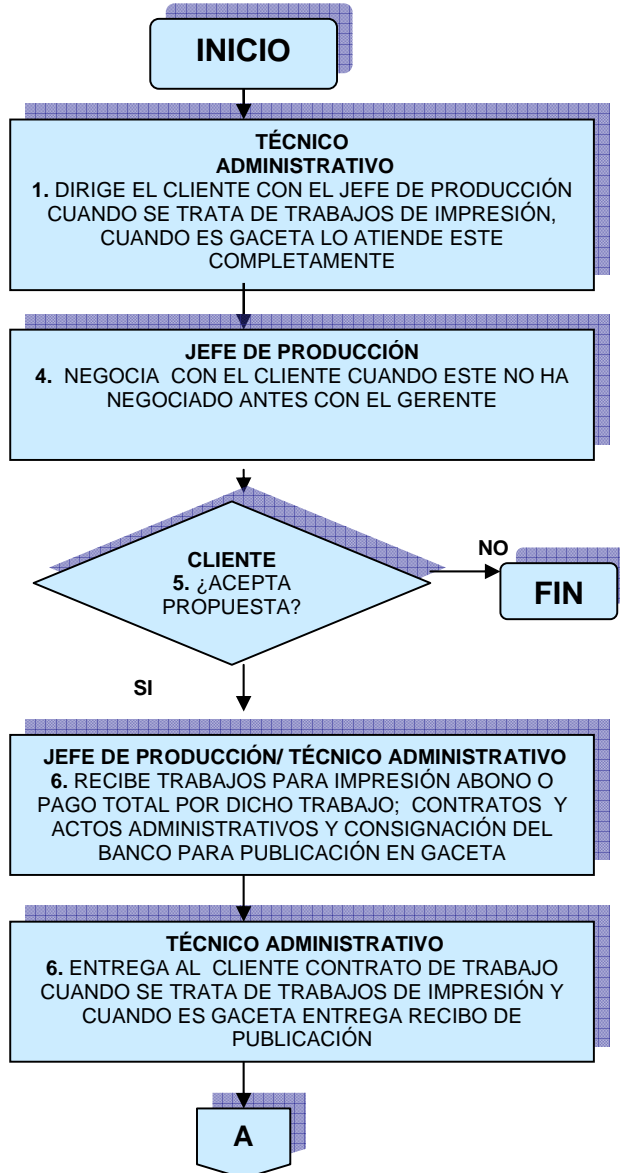 INICIO
TÉCNICO
ADMINISTRATIVO
1. DIRIGE EL CLIENTE CON EL JEFE DE PRODUCCIÓN
CUANDO SE TRATA DE TRABAJOS DE IMPRESIÓN,
CUANDO ES GACETA LO ATIENDE ESTE
COMPLETAMENTE
JEFE DE PRODUCCIÓN
4. NEGOCIA CON EL CLIENTE CUANDO ESTE NO HA
NEGOCIADO ANTES CON EL GERENTE
CLIENTE
5. ¿ACEPTA
PROPUESTA?
NO
FIN
SI
JEFE DE PRODUCCIÓN/ TÉCNICO ADMINISTRATIVO
6. RECIBE TRABAJOS PARA IMPRESIÓN ABONO O
PAGO TOTAL POR DICHO TRABAJO; CONTRATOS Y
ACTOS ADMINISTRATIVOS Y CONSIGNACIÓN DEL
BANCO PARA PUBLICACIÓN EN GACETA
TÉCNICO ADMINISTRATIVO
6. ENTREGA AL CLIENTE CONTRATO DE TRABAJO
CUANDO SE TRATA DE TRABAJOS DE IMPRESIÓN Y
CUANDO ES GACETA ENTREGA RECIBO DE
PUBLICACIÓN
A